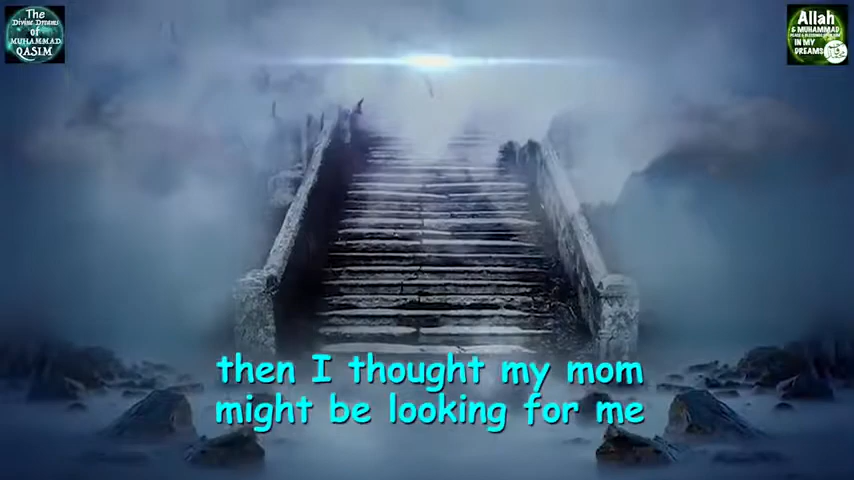 The
Divine Dreams
of
MUHAMMAD
QASIM
Allah
& MUHAMMAD
IN MY
DREAMS
then I thought my mom
might be looking for me